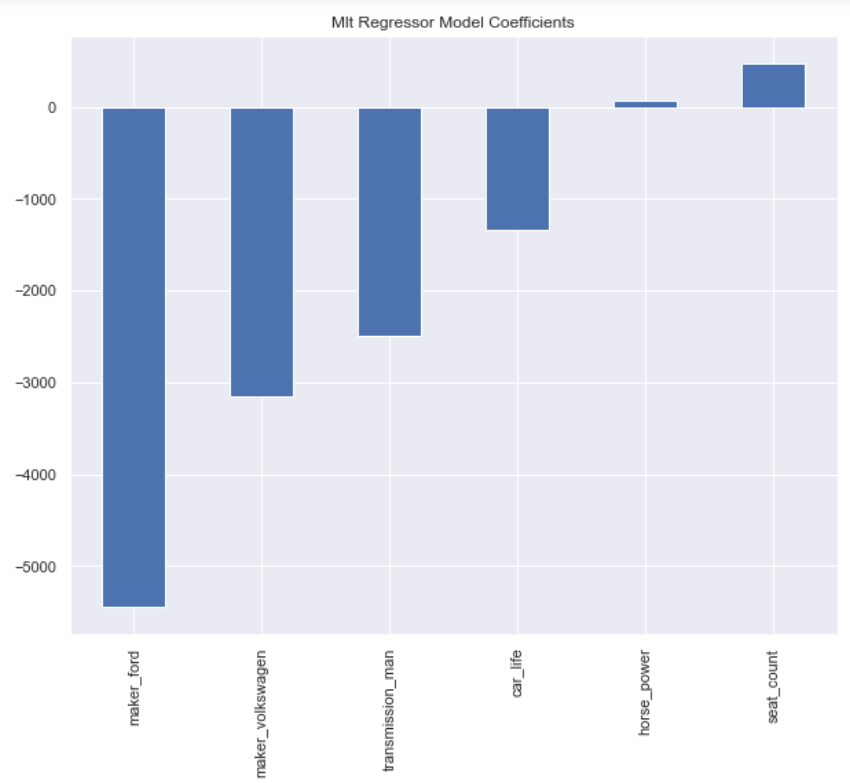 Mlt Regressor Model Coefficients
0
−1000
−2000
−3000
−4000
−5000
maker_ford
maker_volkswagen
transmission_man
car_life
horse_power
seat_count